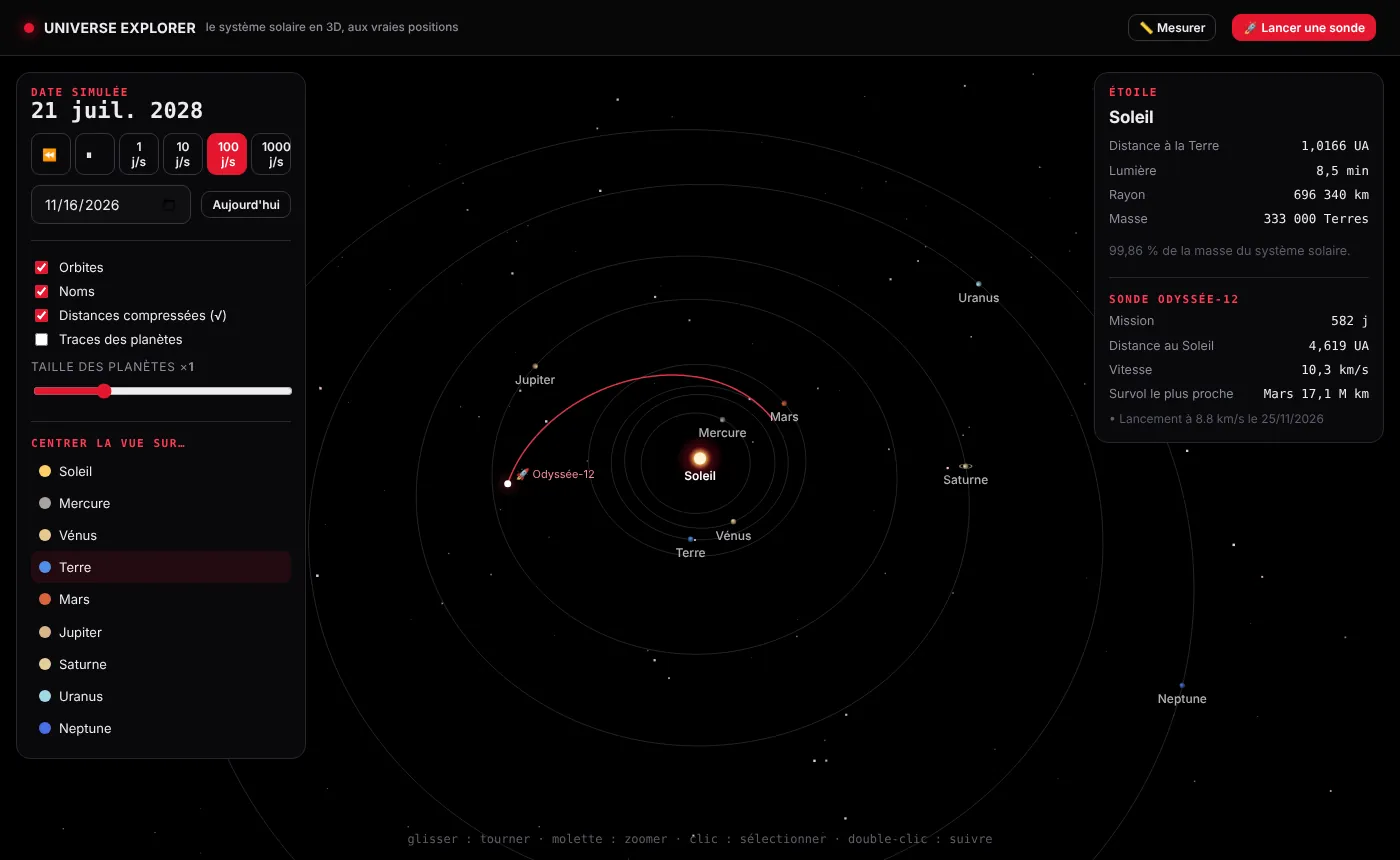 UNIVERSE EXPLORER le système solaire en 3D, aux vraies positions
📏 Mesurer
🚀 Lancer une sonde
DATE SIMULÉE
21 juil. 2028
⏪
⏸
1 j/s
10 j/s
100 j/s
1000 j/s
11/16/2026
Aujourd'hui
Orbites
Noms
Distances compressées (√)
Traces des planètes
TAILLE DES PLANÈTES ×1
CENTRER LA VUE SUR…
Soleil
Mercure
Vénus
Terre
Mars
Jupiter
Saturne
Uranus
Neptune
Uranus
Jupiter
Mars
Mercure
🚀 Odyssée-12
Soleil
Saturne
Vénus
Terre
Neptune
ÉTOILE
Soleil
Distance à la Terre 1,0166 UA
Lumière 8,5 min
Rayon 696 340 km
Masse 333 000 Terres
99,86 % de la masse du système solaire.
SONDE ODYSSÉE-12
Mission 582 j
Distance au Soleil 4,619 UA
Vitesse 10,3 km/s
Survol le plus proche Mars 17,1 M km
• Lancement à 8.8 km/s le 25/11/2026
glisser : tourner · molette : zoomer · clic : sélectionner · double-clic : suivre